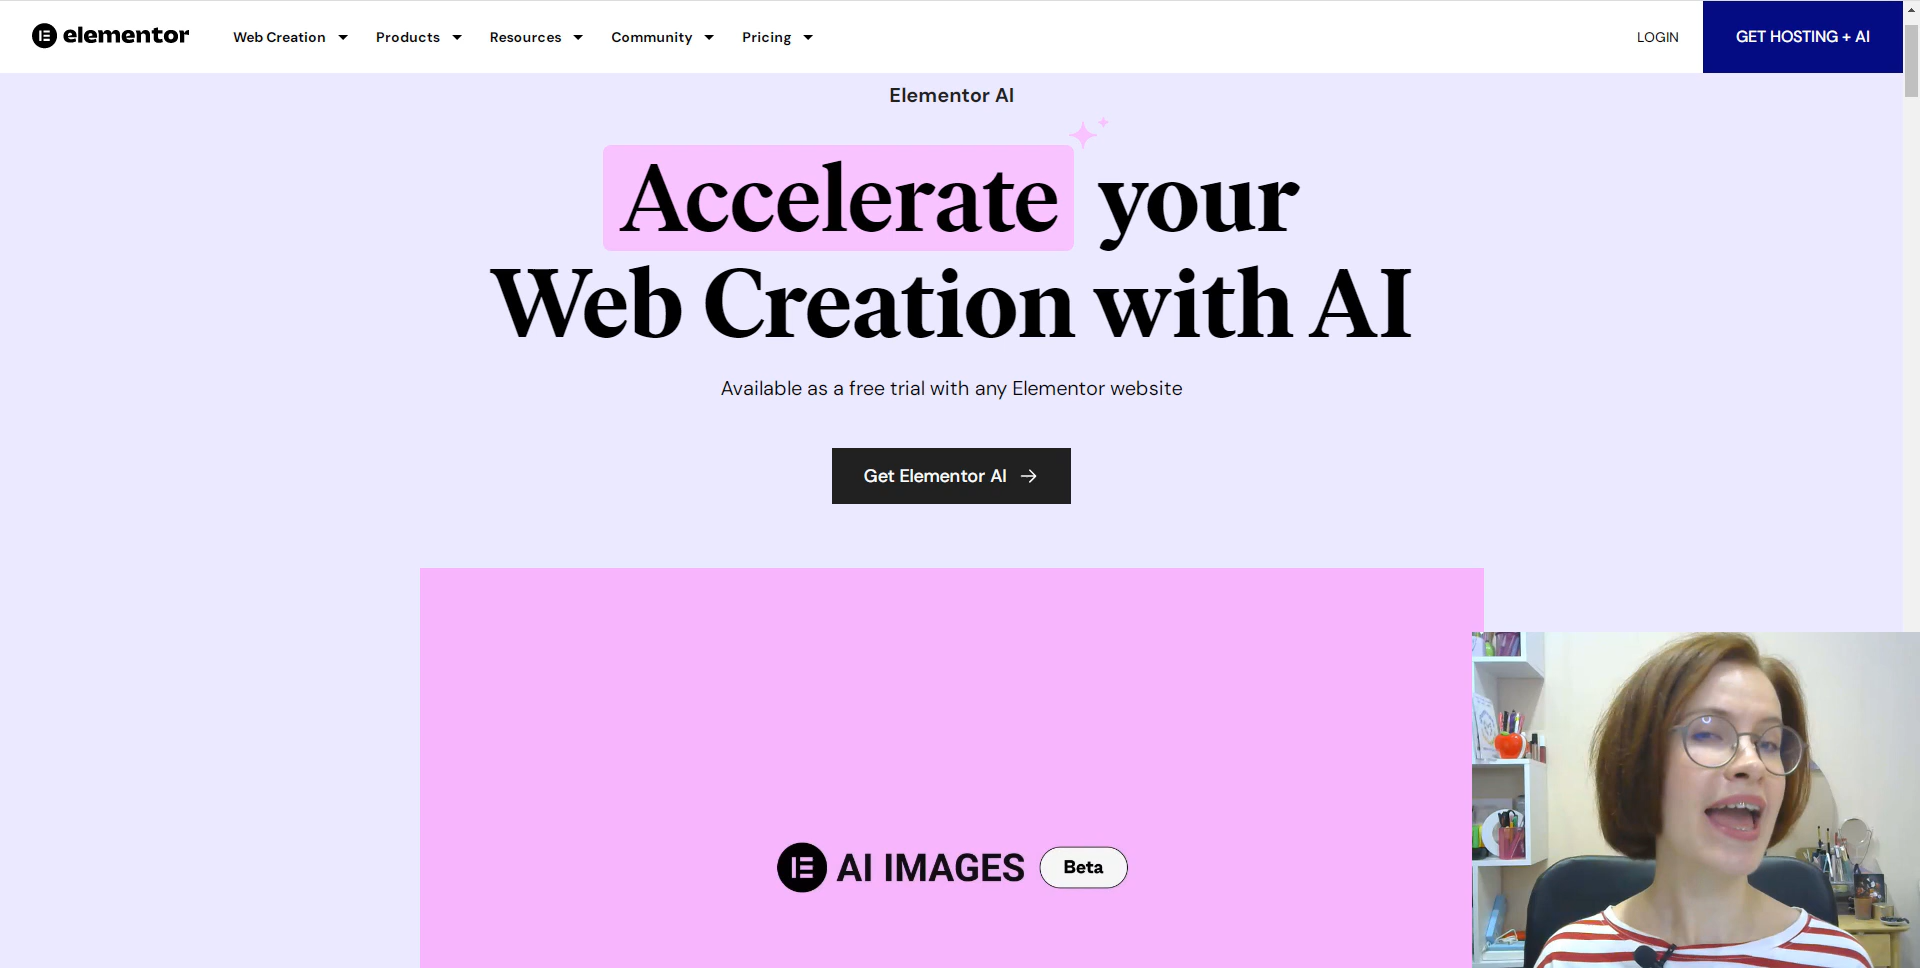 elementor
Web Creation
Products
Resources
Community
Pricing
LOGIN
GET HOSTING + AI
Elementor AI
Accelerate your
Web Creation with AI
Available as a free trial with any Elementor website
Get Elementor AI →
AI IMAGES Beta